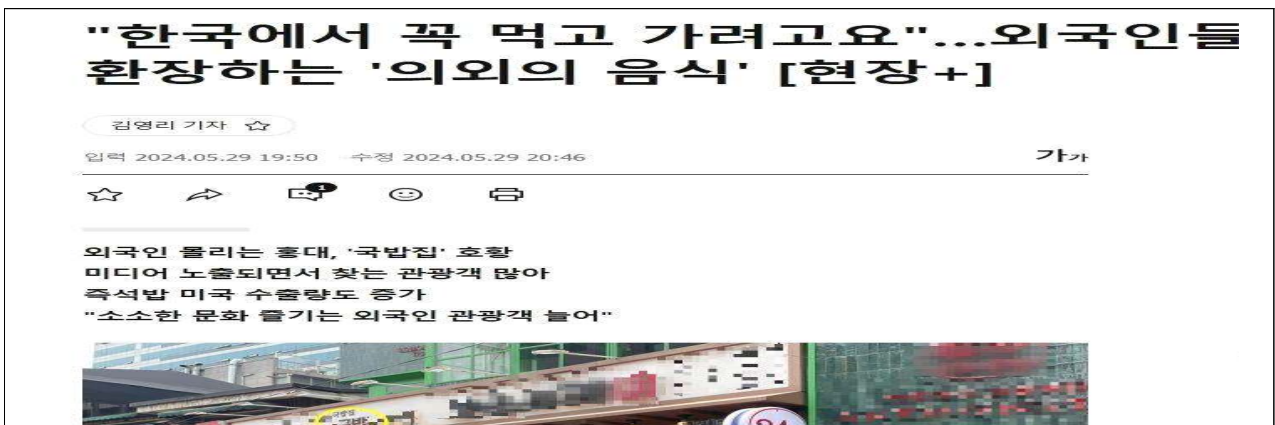 "한국에서 꼭 먹고 가려고요"...외국인들
환장하는 '의외의 음식' [현장+]
김영리 기자
입력 2024.05.29 19:50 수정 2024.05.29 20:46
가가
1
외국인 몰리는 홍대, '국밥집' 호황
미디어 노출되면서 찾는 관광객 많아
즉석밥 미국 수출량도 증가
"소소한 문화 즐기는 외국인 관광객 늘어"